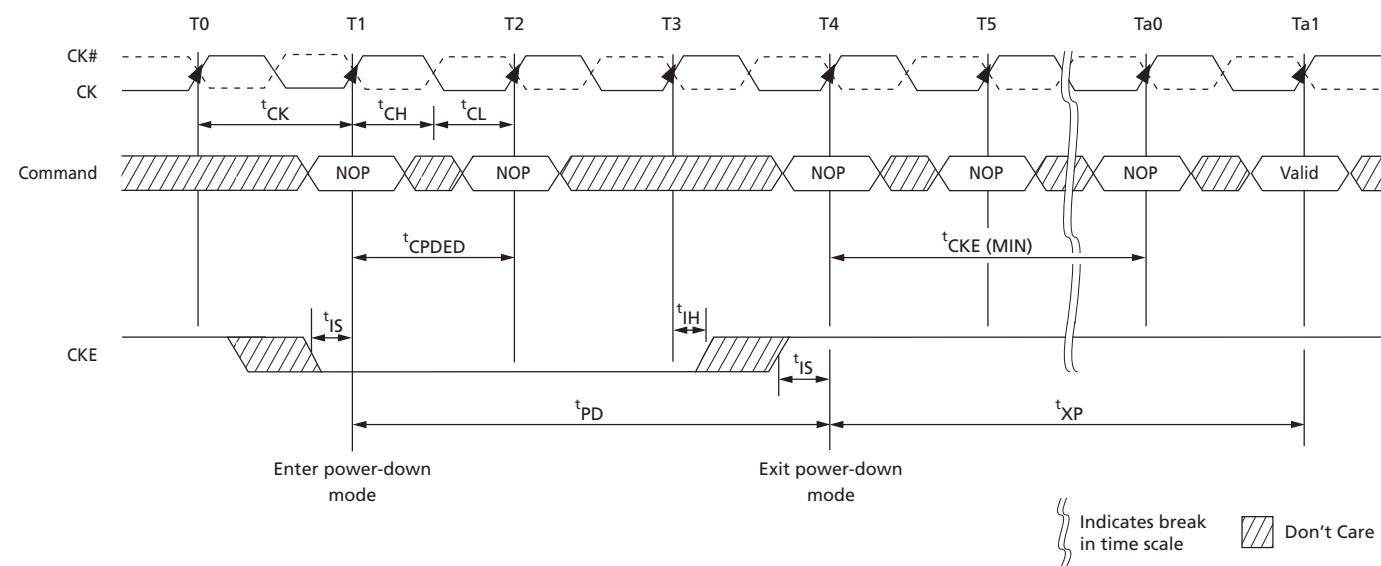 T0 T1 T2 T3 T4 T5 Ta0 Ta1
CK#
CK
tCK tCH tCL
Command NOP NOP NOP NOP NOP Valid
tCPDED tCKE (MIN)
tIS tIH
CKE
tIS
tPD tXP
Enter power-down
mode
Exit power-down
mode
Indicates break
in time scale
Don't Care